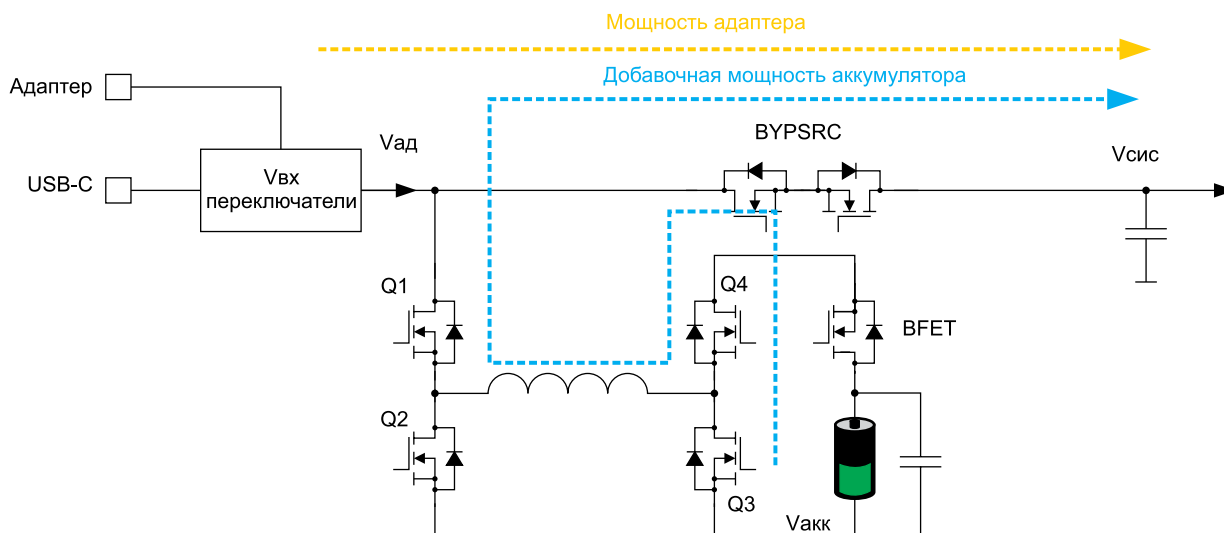 Мощность адаптера
Добавочная мощность аккумулятора
Адаптер
BYPSRC
Vад
Vсис
USB-C
Vвх
переключатели
Q1
Q4
BFET
Q2
Q3
Vакк